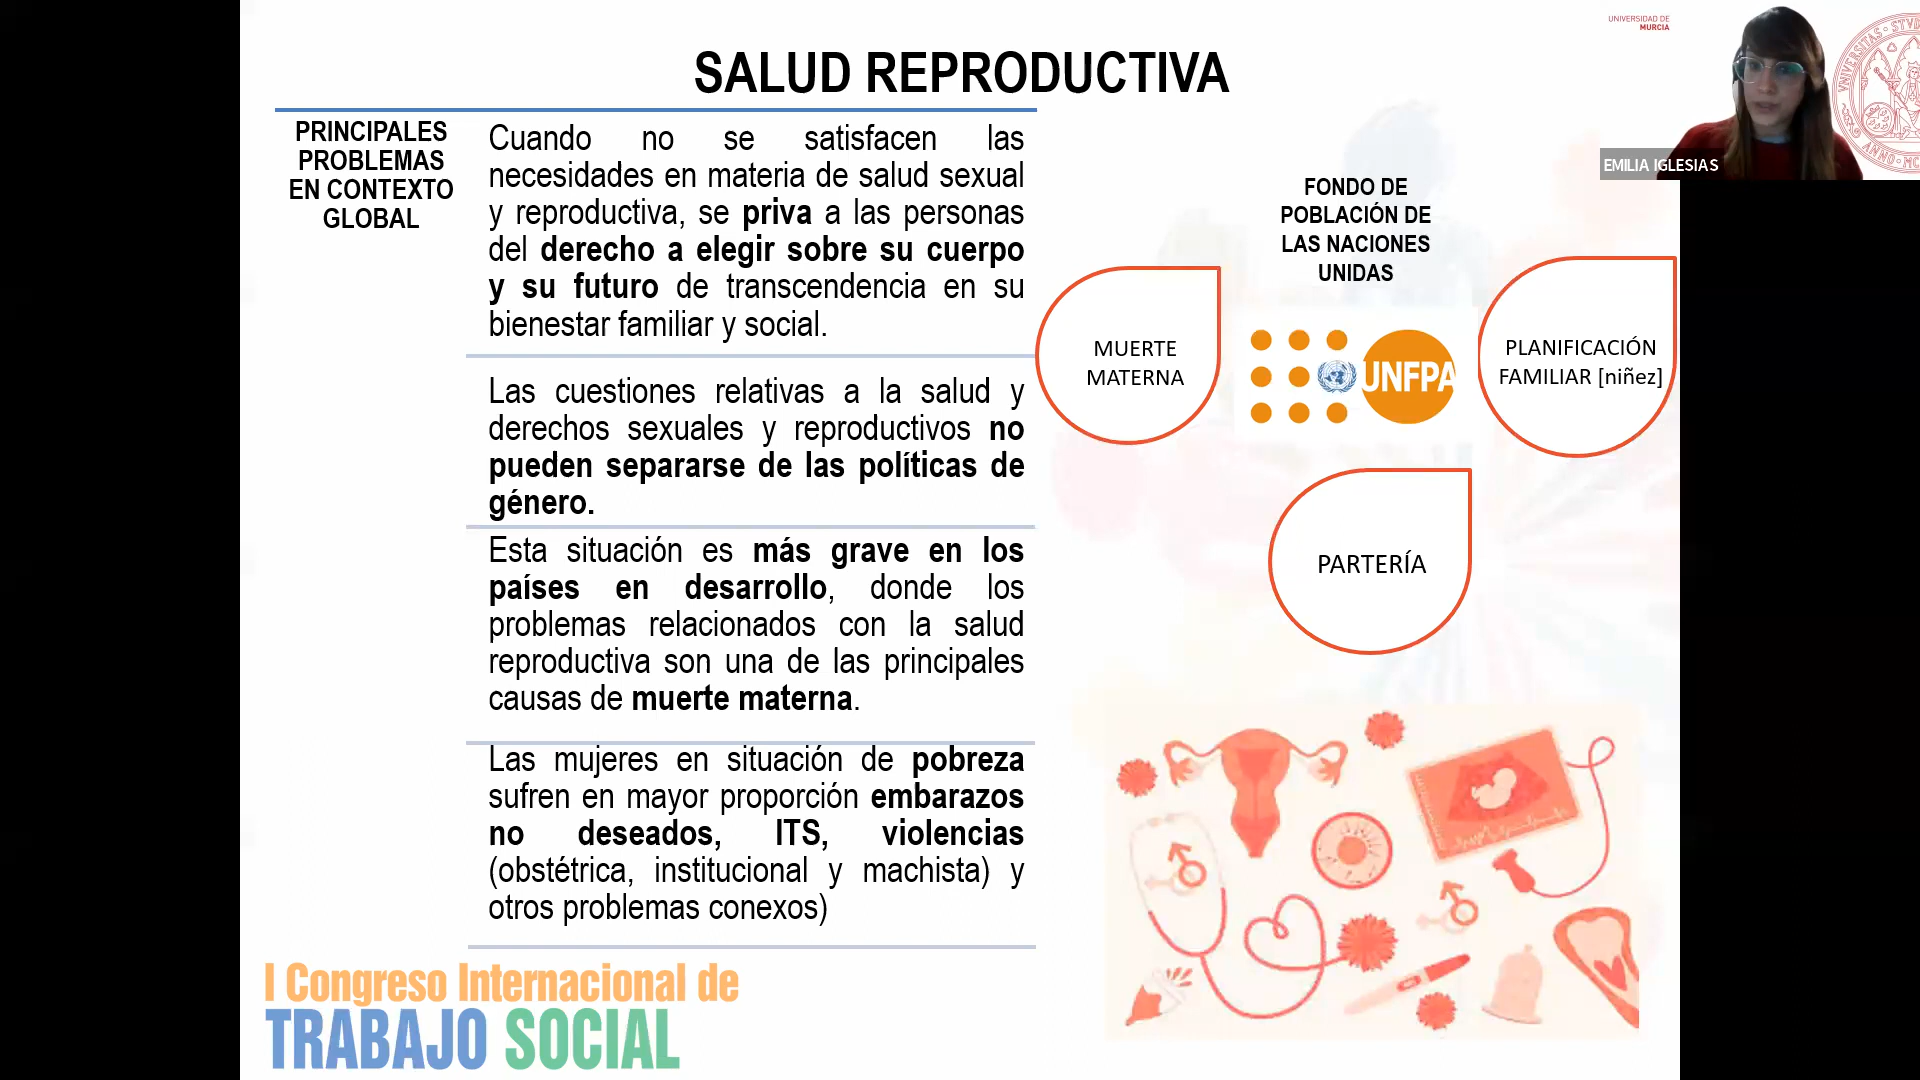 SALUD REPRODUCTIVA
UNIVERSIDAD DE
MURCIA
EMILIA IGLESIAS
PRINCIPALES
PROBLEMAS
EN CONTEXTO
GLOBAL
Cuando no se satisfacen las
necesidades en materia de salud sexual
y reproductiva, se priva a las personas
del derecho a elegir sobre su cuerpo
y su futuro de transcendencia en su
bienestar familiar y social.
Las cuestiones relativas a la salud y
derechos sexuales y reproductivos no
pueden separarse de las políticas de
género.
Esta situación es más grave en los
países en desarrollo, donde los
problemas relacionados con la salud
reproductiva son una de las principales
causas de muerte materna.
Las mujeres en situación de pobreza
sufren en mayor proporción embarazos
no deseados, ITS, violencias
(obstétrica, institucional y machista) y
otros problemas conexos)
FONDO DE
POBLACIÓN DE
LAS NACIONES
UNIDAS
MUERTE
MATERNA
UNFPA
PLANIFICACIÓN
FAMILIAR [niñez]
PARTERÍA
I Congreso Internacional de
TRABAJO SOCIAL